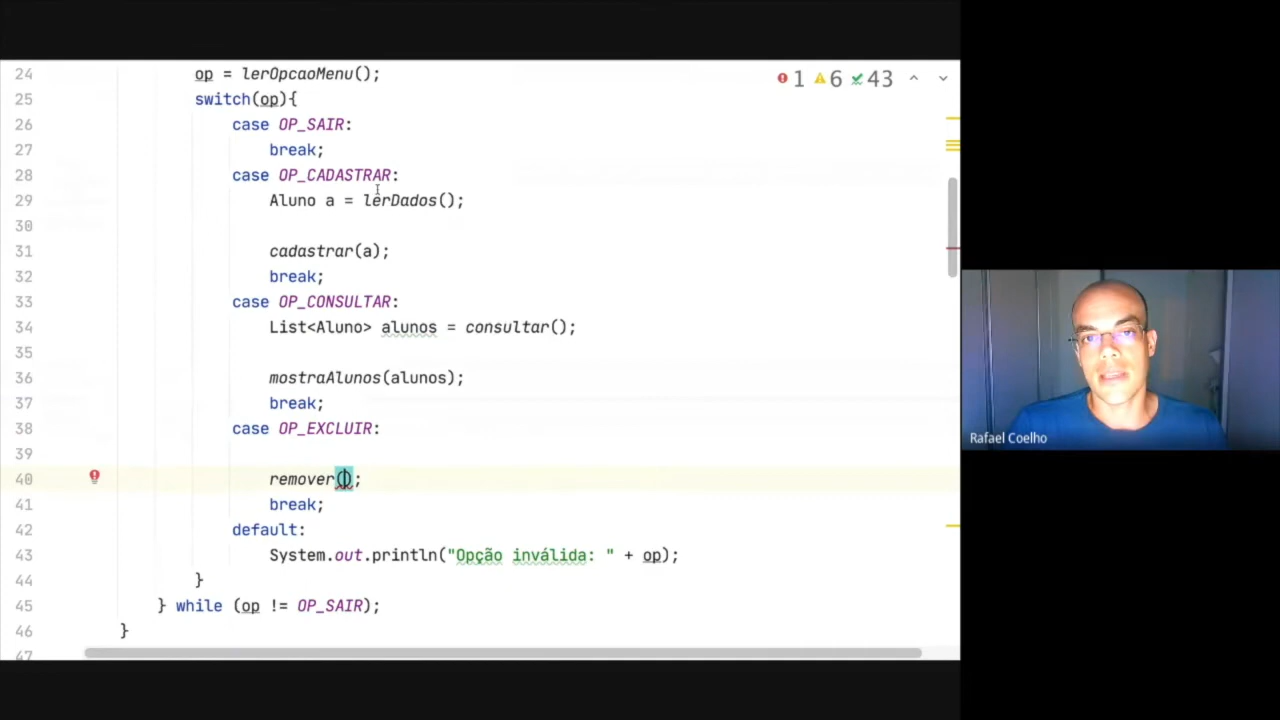 24 op = lerOpcaoMenu();
1 6 43
25 switch(op){
26 case OP_SAIR:
27 break;
28 case OP_CADASTRAR:
29 Aluno a = lerDados();
30
31 cadastrar(a);
32 break;
33 case OP_CONSULTAR:
34 List<Aluno> alunos = consultar();
35
36 mostraAlunos(alunos);
37 break;
38 case OP_EXCLUIR:
39
40 remover();
41 break;
42 default:
43 System.out.println("Opção inválida: " + op);
44 }
45 } while (op != OP_SAIR);
46 }
47
Rafael Coelho